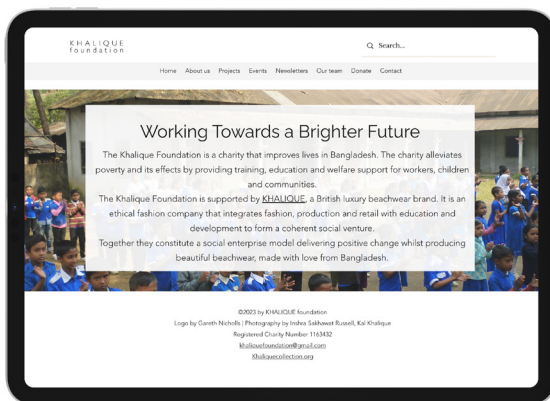 KHALIQUE
foundation
Search...
Home About us Projects Events Newsletters Our team Donate Contact
Working Towards a Brighter Future
The Khalique Foundation is a charity that improves lives in Bangladesh. The charity alleviates
poverty and its effects by providing training, education and welfare support for workers, children
and communities.
The Khalique Foundation is supported by KHALIQUE, a British luxury beachwear brand. It is an
ethical fashion company that integrates fashion, production and retail with education and
development to form a coherent social venture.
Together they constitute a social enterprise model delivering positive change whilst producing
beautiful beachwear, made with love from Bangladesh.
©2023 by KHALIQUE foundation
Logo by Gareth Nicholls | Photography by Inshra Sakhawat Russell, Kal Khalique
Registered Charity Number 1163432
khaliquefoundation@gmail.com
Khaliquecollection.org